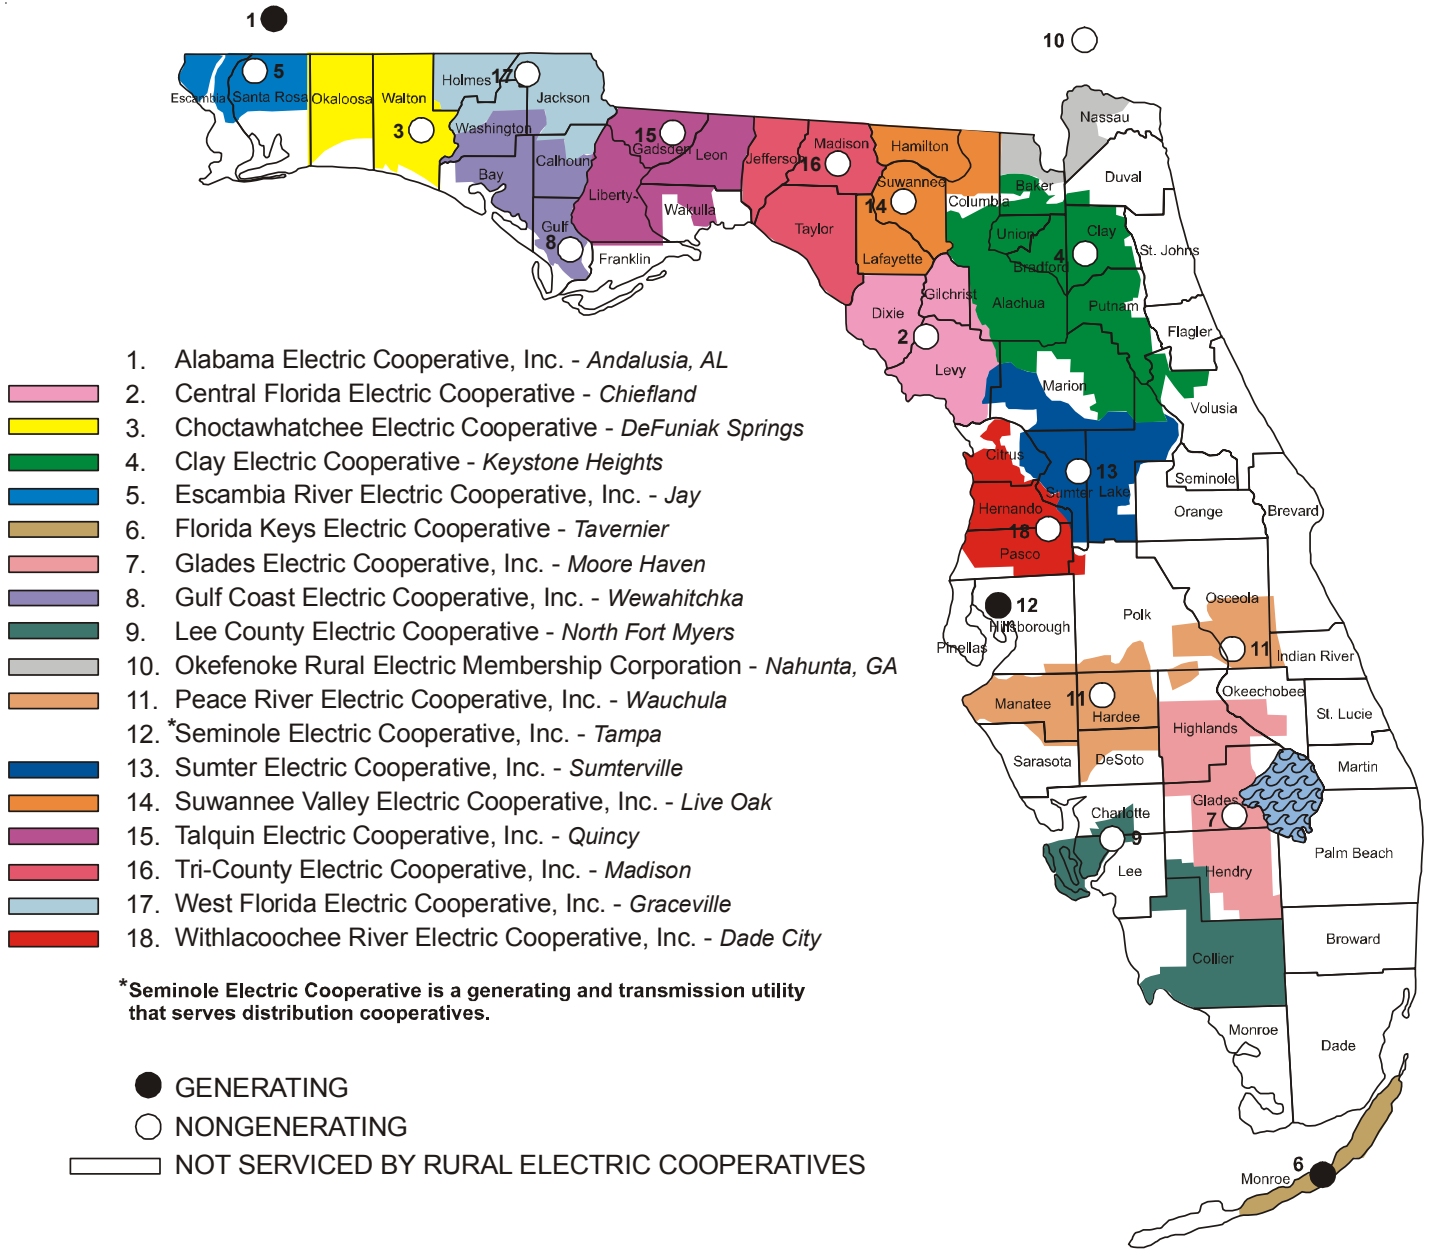 1
10
5
17
Holmes
Escambia
Santa Rosa
Okaloosa
Walton
Jackson
Nassau
3
Washington
15
Gadsden
Leon
Jefferson
Madison
16
Hamilton
Calhoun
Bay
Liberty
Wakulla
Suwannee
14
Columbia
Baker
Duval
Gulf
8
Franklin
Taylor
Lafayette
Union
Bradford
Clay
4
St. Johns
Dixie
Gilchrist
Alachua
Putnam
2
Levy
Flagler
Marion
Volusia
Citrus
13
Sumter
Lake
Seminole
Hernando
18
Pasco
Orange
Brevard
12
Hillsborough
Pinellas
Polk
Osceola
11
Indian River
Manatee
11
Hardee
Okeechobee
Highlands
St. Lucie
Sarasota
DeSoto
Martin
Charlotte
Glades
7
9
Lee
Hendry
Palm Beach
Collier
Broward
Monroe
Dade
Monroe
6
1. Alabama Electric Cooperative, Inc. - Andalusia, AL
2. Central Florida Electric Cooperative - Chiefland
3. Choctawhatchee Electric Cooperative - DeFuniak Springs
4. Clay Electric Cooperative - Keystone Heights
5. Escambia River Electric Cooperative, Inc. - Jay
6. Florida Keys Electric Cooperative - Tavernier
7. Glades Electric Cooperative, Inc. - Moore Haven
8. Gulf Coast Electric Cooperative, Inc. - Wewahitchka
9. Lee County Electric Cooperative - North Fort Myers
10. Okefenoke Rural Electric Membership Corporation - Nahunta, GA
11. Peace River Electric Cooperative, Inc. - Wauchula
12. *Seminole Electric Cooperative, Inc. - Tampa
13. Sumter Electric Cooperative, Inc. - Sumterville
14. Suwannee Valley Electric Cooperative, Inc. - Live Oak
15. Talquin Electric Cooperative, Inc. - Quincy
16. Tri-County Electric Cooperative, Inc. - Madison
17. West Florida Electric Cooperative, Inc. - Graceville
18. Withlacoochee River Electric Cooperative, Inc. - Dade City
*Seminole Electric Cooperative is a generating and transmission utility
that serves distribution cooperatives.
GENERATING
NONGENERATING
NOT SERVICED BY RURAL ELECTRIC COOPERATIVES